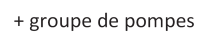 + groupe de pompes